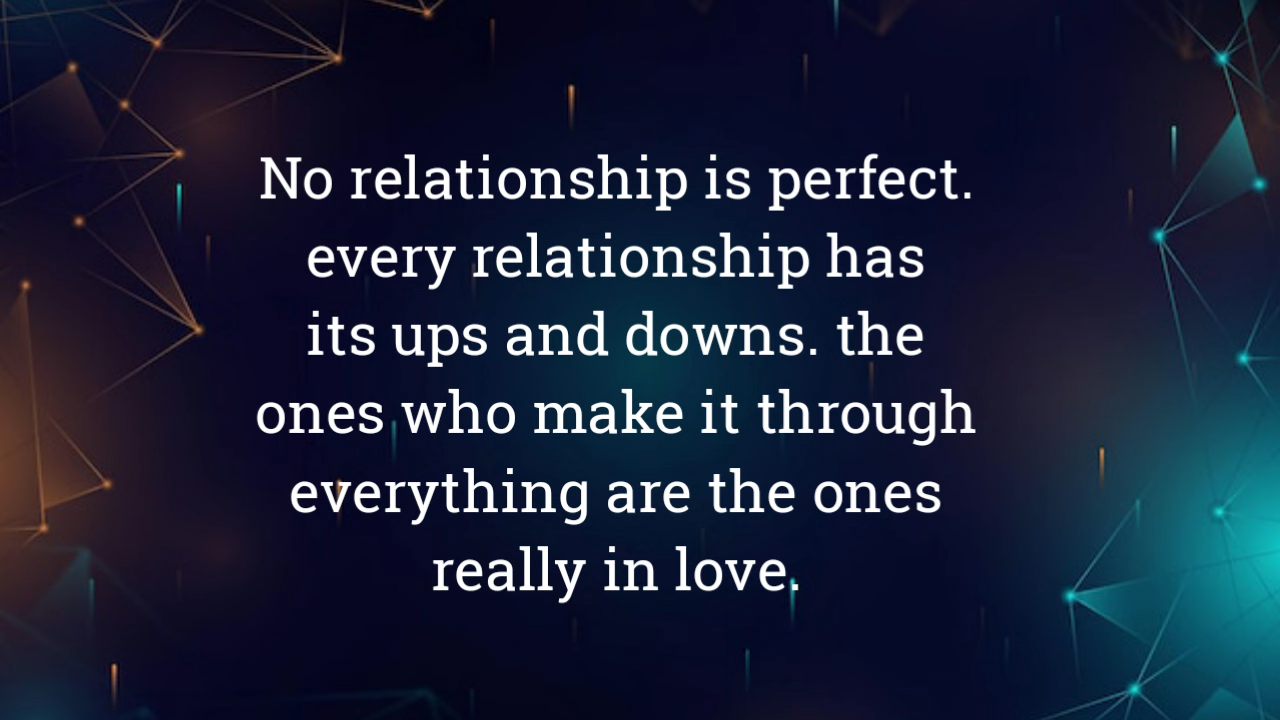 No relationship is perfect.
every relationship has
its ups and downs. the
ones who make it through
everything are the ones
really in love.